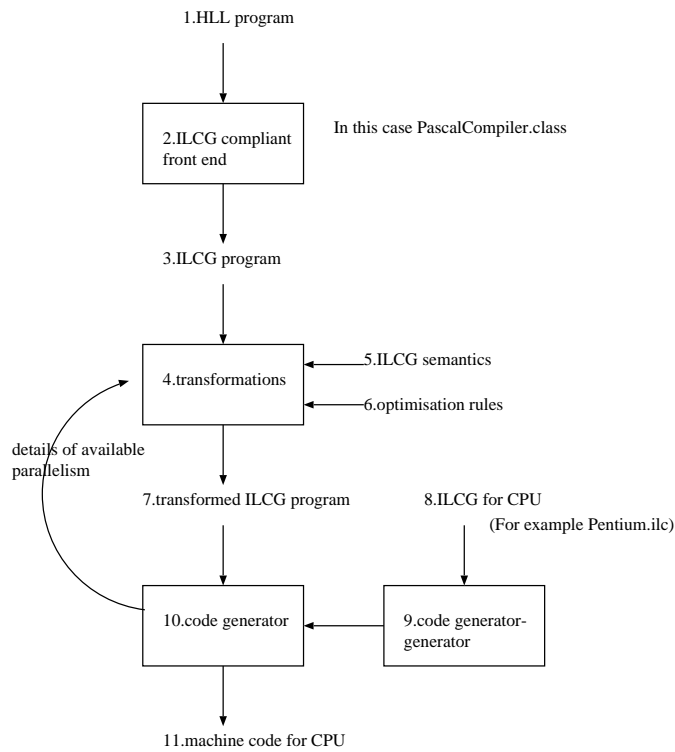 1.HLL program
2.ILCG compliant
front end
In this case PascalCompiler.class
3.ILCG program
4.transformations
5.ILCG semantics
6.optimisation rules
details of available
parallelism
7.transformed ILCG program
8.ILCG for CPU
(For example Pentium.ilc)
10.code generator
9.code generator-
generator
11.machine code for CPU